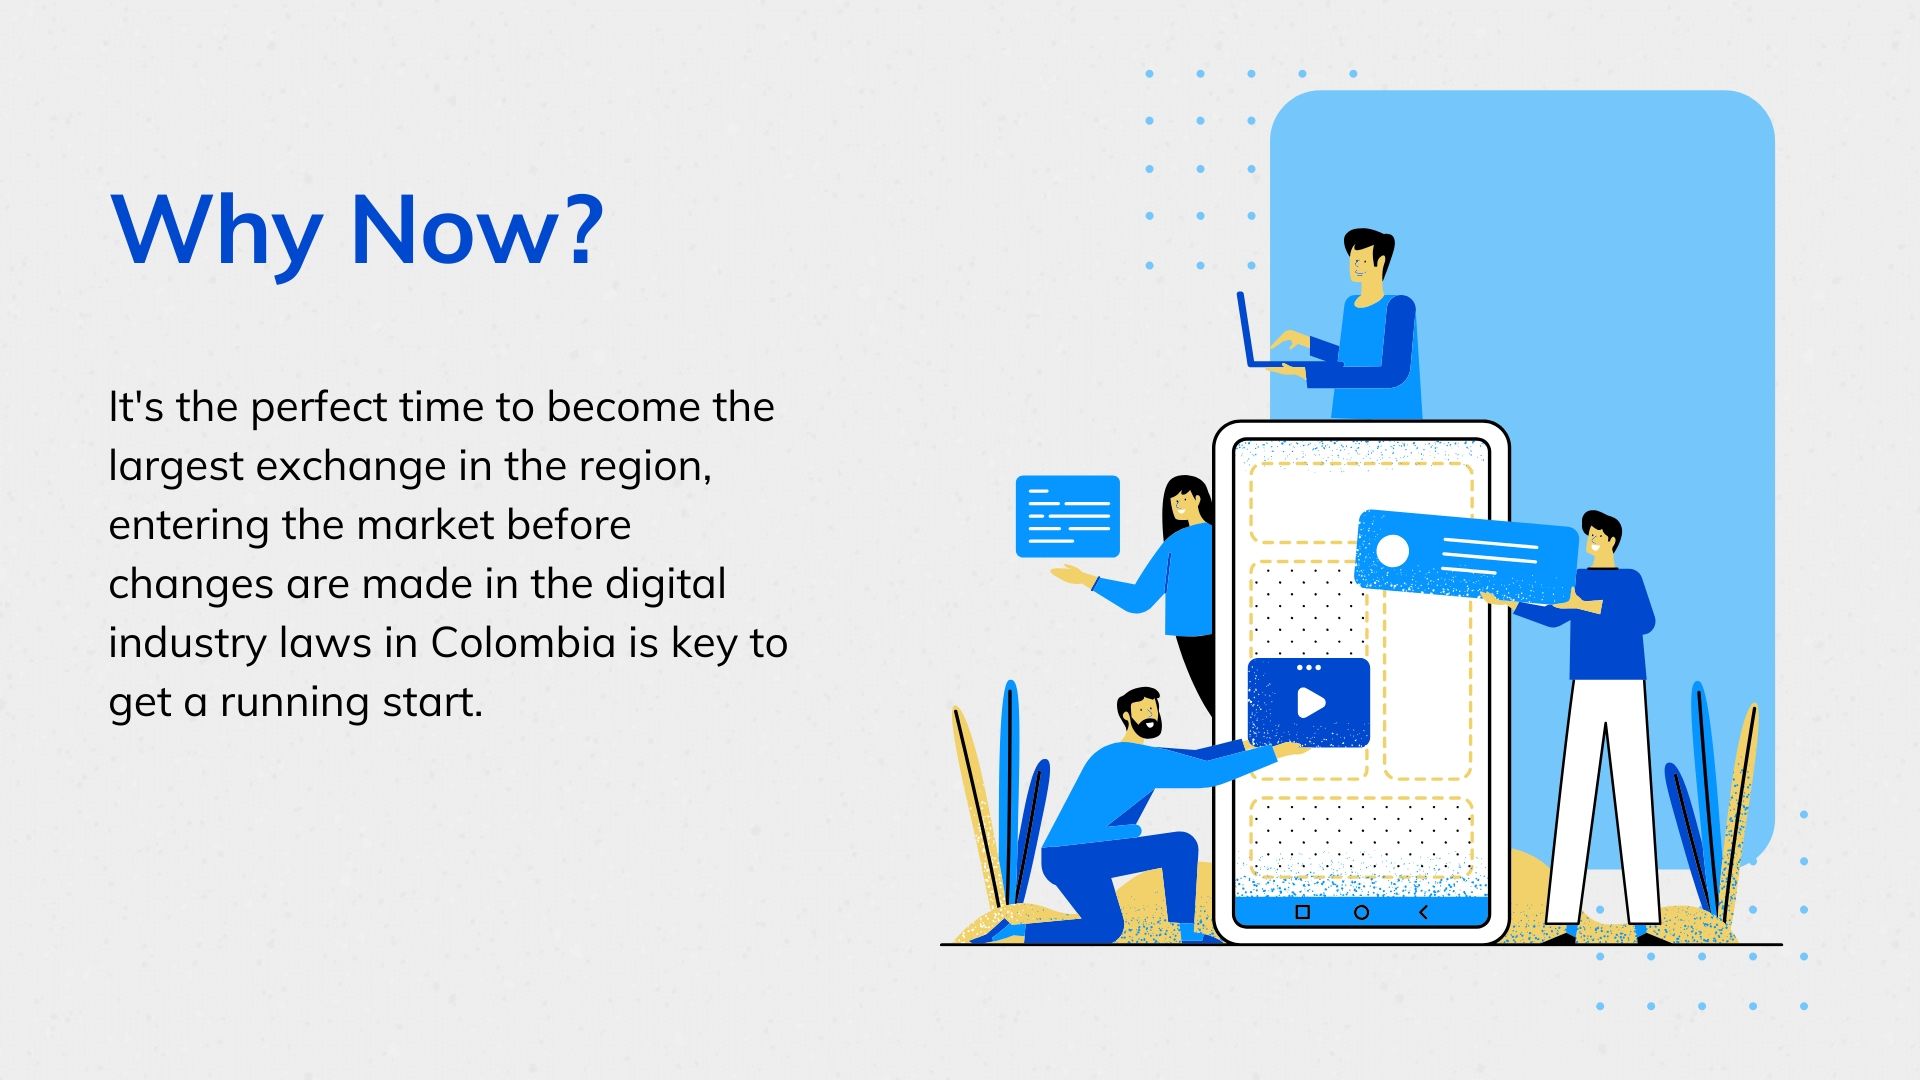 Why Now?
It's the perfect time to become the
largest exchange in the region,
entering the market before
changes are made in the digital
industry laws in Colombia is key to
get a running start.